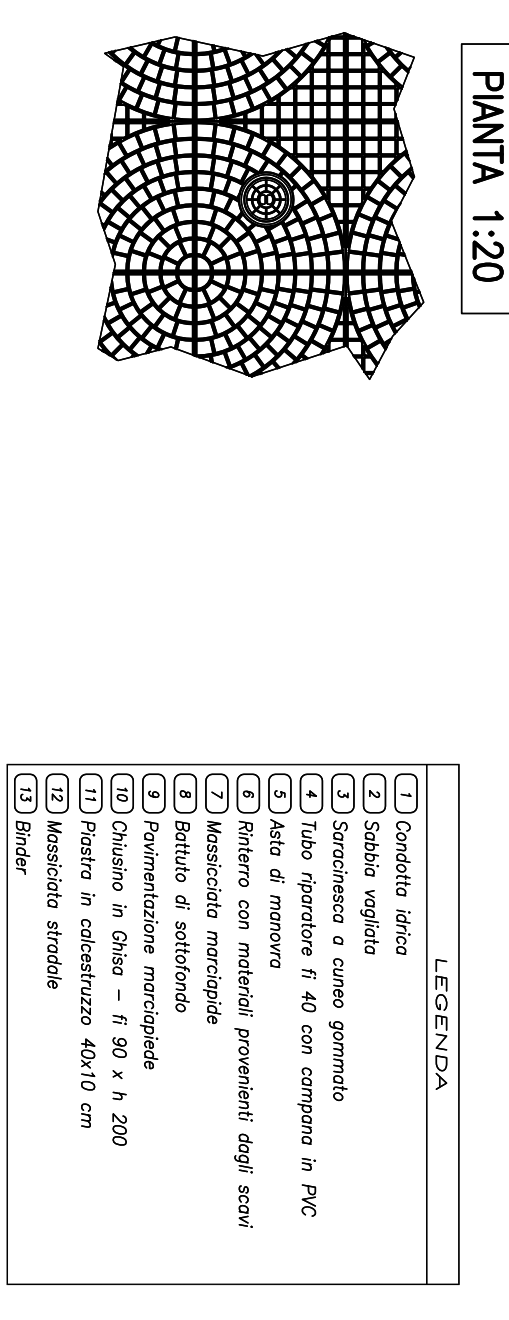 PIANTA 1:20
LEGENDA
1 Condotta idrica
2 Sabbia vagliata
3 Saracinesca a cuneo gommato
4 Tubo riparatore fi 40 con campana in PVC
5 Asta di manovra
6 Rinterro con materiali provenienti dagli scavi
7 Massicciata marciapide
8 Battuto di sottofondo
9 Pavimentazione marciapiede
10 Chiusino in Ghisa – fi 90 x h 200
11 Piastra in calcestruzzo 40x10 cm
12 Massiciata stradale
13 Binder